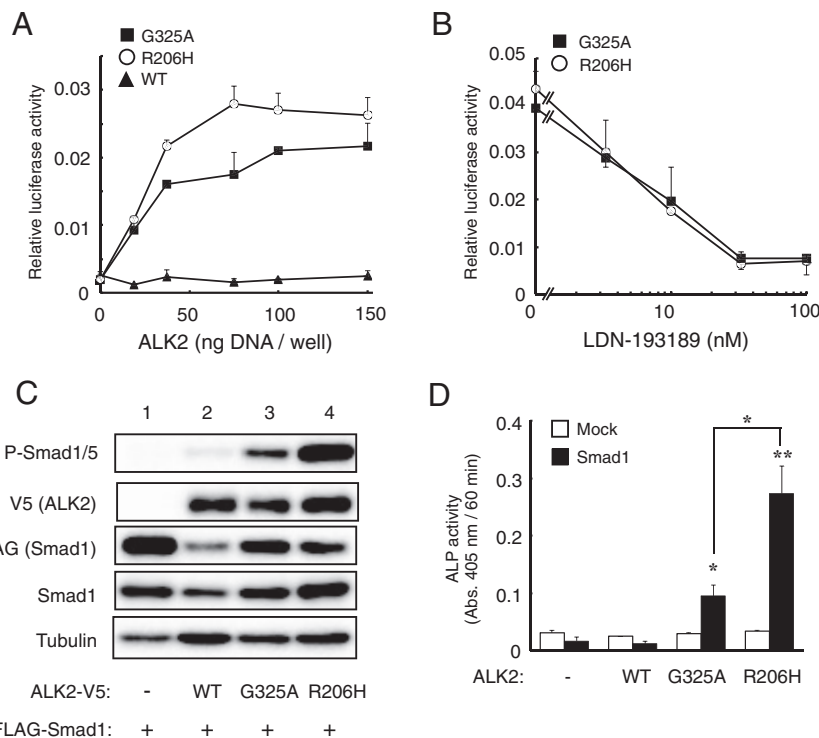 A
G325A
R206H
WT
Relative luciferase activity
0.03
0.02
0.01
0
0
50
100
150
ALK2 (ng DNA / well)
B
G325A
R206H
Relative luciferase activity
0.05
0.04
0.03
0.02
0.01
0
0
10
100
LDN-193189 (nM)
C
1 2 3 4
P-Smad1/5
V5 (ALK2)
AG (Smad1)
Smad1
Tubulin
ALK2-V5: - WT G325A R206H
FLAG-Smad1: + + + +
D
Mock
Smad1
ALP activity
(Abs. 405 nm / 60 min)
0.4
0.3
0.2
0.1
0
*
**
*
ALK2: - WT G325A R206H